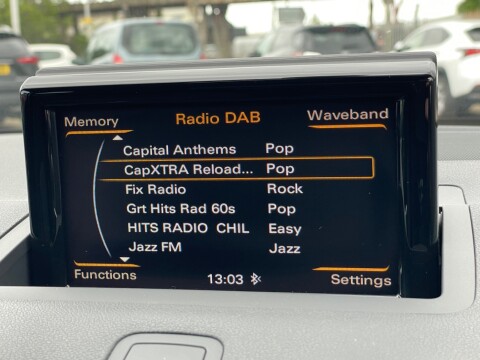 Memory Radio DAB Waveband
Capital Anthems Pop
CapXTRA Reload... Pop
Fix Radio Rock
Grt Hits Rad 60s Pop
HITS RADIO CHIL Easy
Jazz FM Jazz
Functions 13:03 Settings